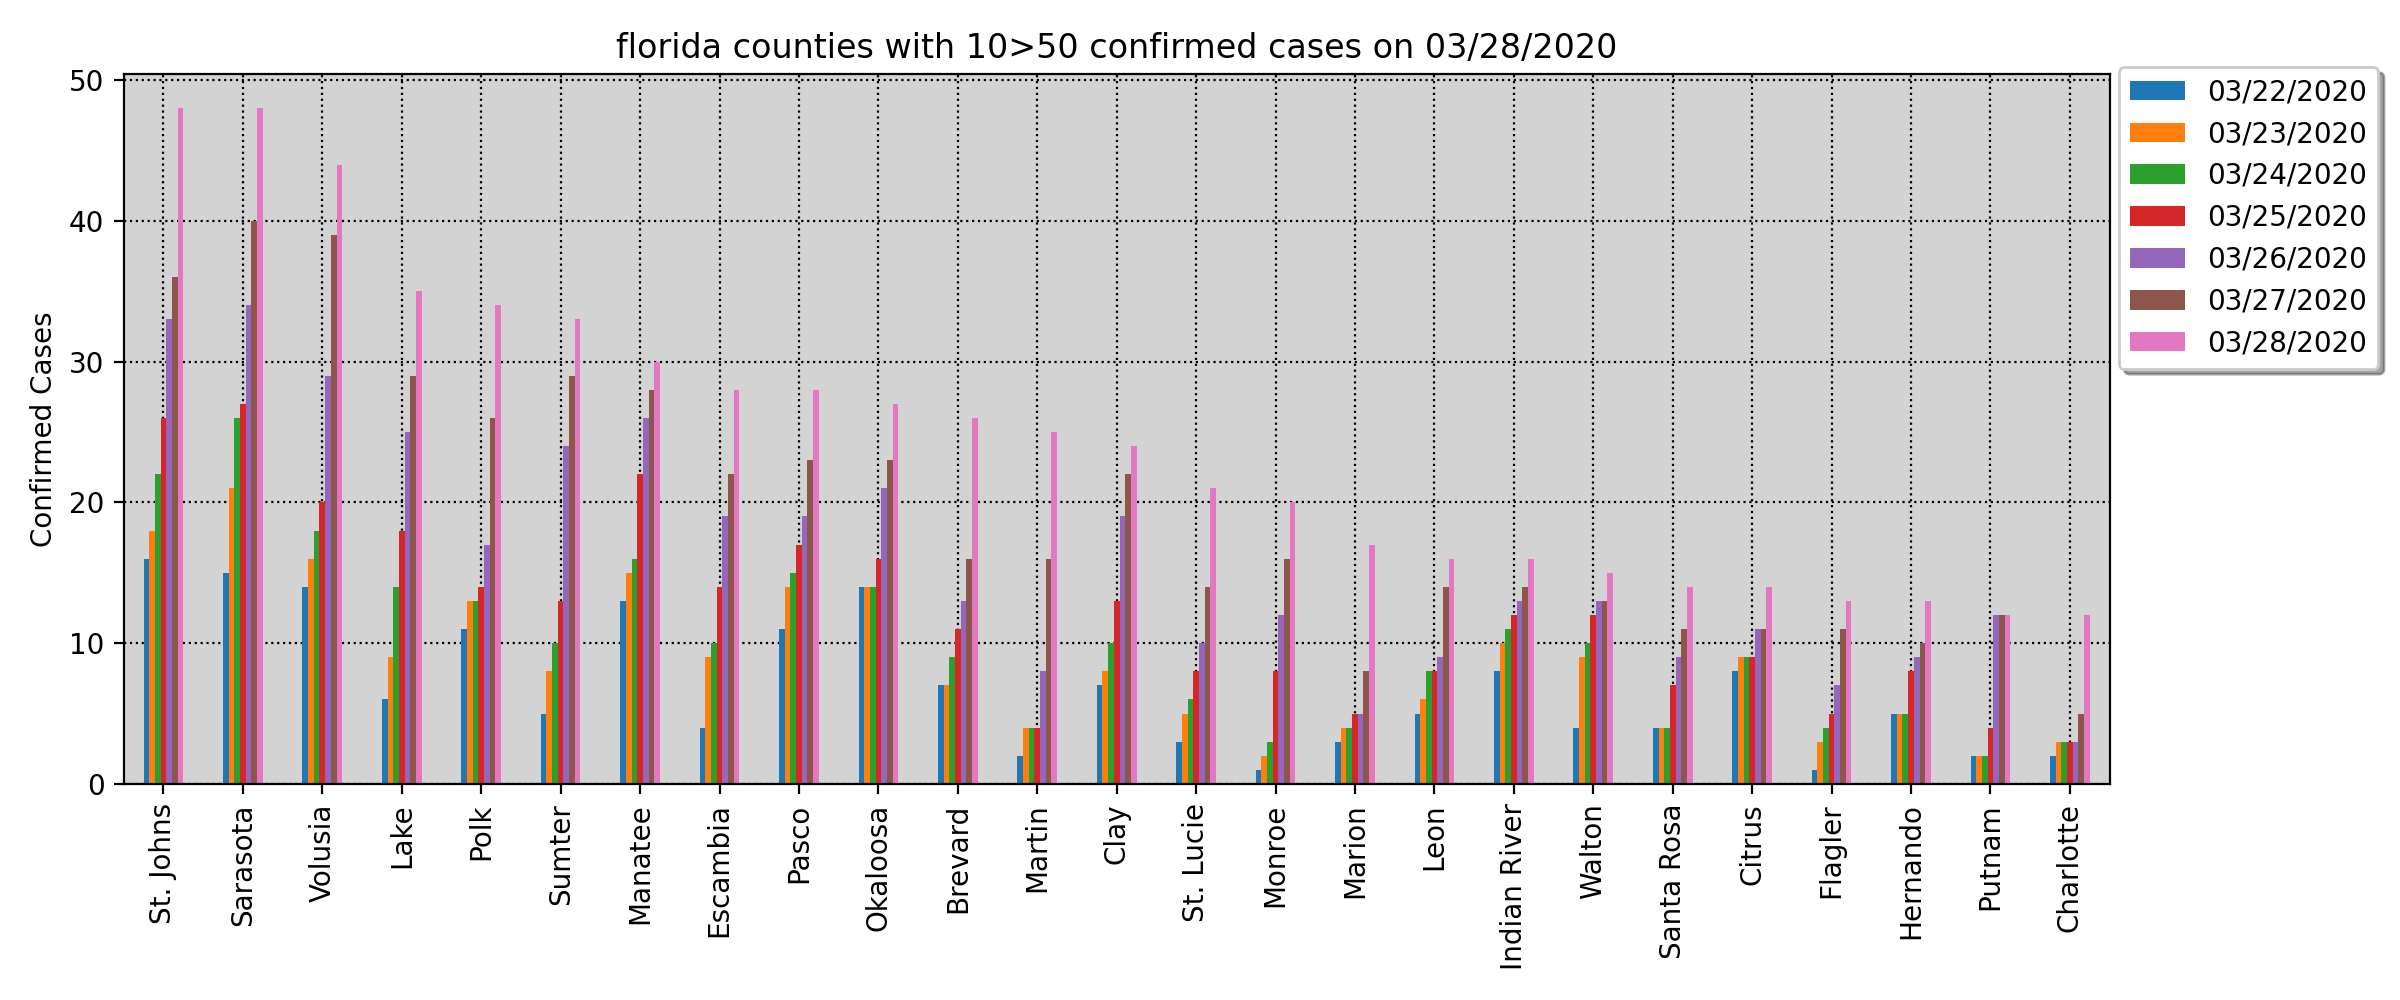 florida counties with 10>50 confirmed cases on 03/28/2020
50
40
30
20
10
0
Confirmed Cases
St. Johns
Sarasota
Volusia
Lake
Polk
Sumter
Manatee
Escambia
Pasco
Okaloosa
Brevard
Martin
Clay
St. Lucie
Monroe
Marion
Leon
Indian River
Walton
Santa Rosa
Citrus
Flagler
Hernando
Putnam
Charlotte
03/22/2020
03/23/2020
03/24/2020
03/25/2020
03/26/2020
03/27/2020
03/28/2020